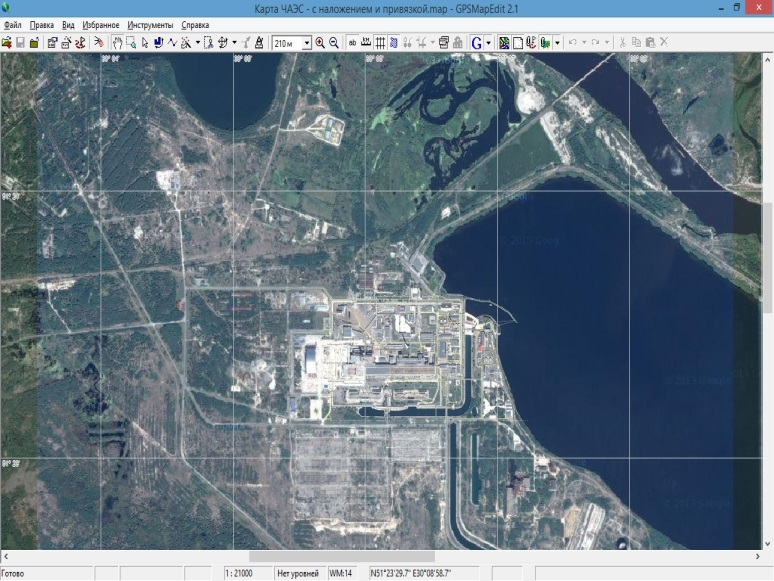 Карта ЧАЭС - с наложением и привязкой.map - GPSMapEdit 2.1
Файл Правка Вид Избранное Инструменты Справка
210 м
ab
G
Готово
1 : 21000
Нет уровней
WM:14
N51°23'29.7" E30°08'58.7"